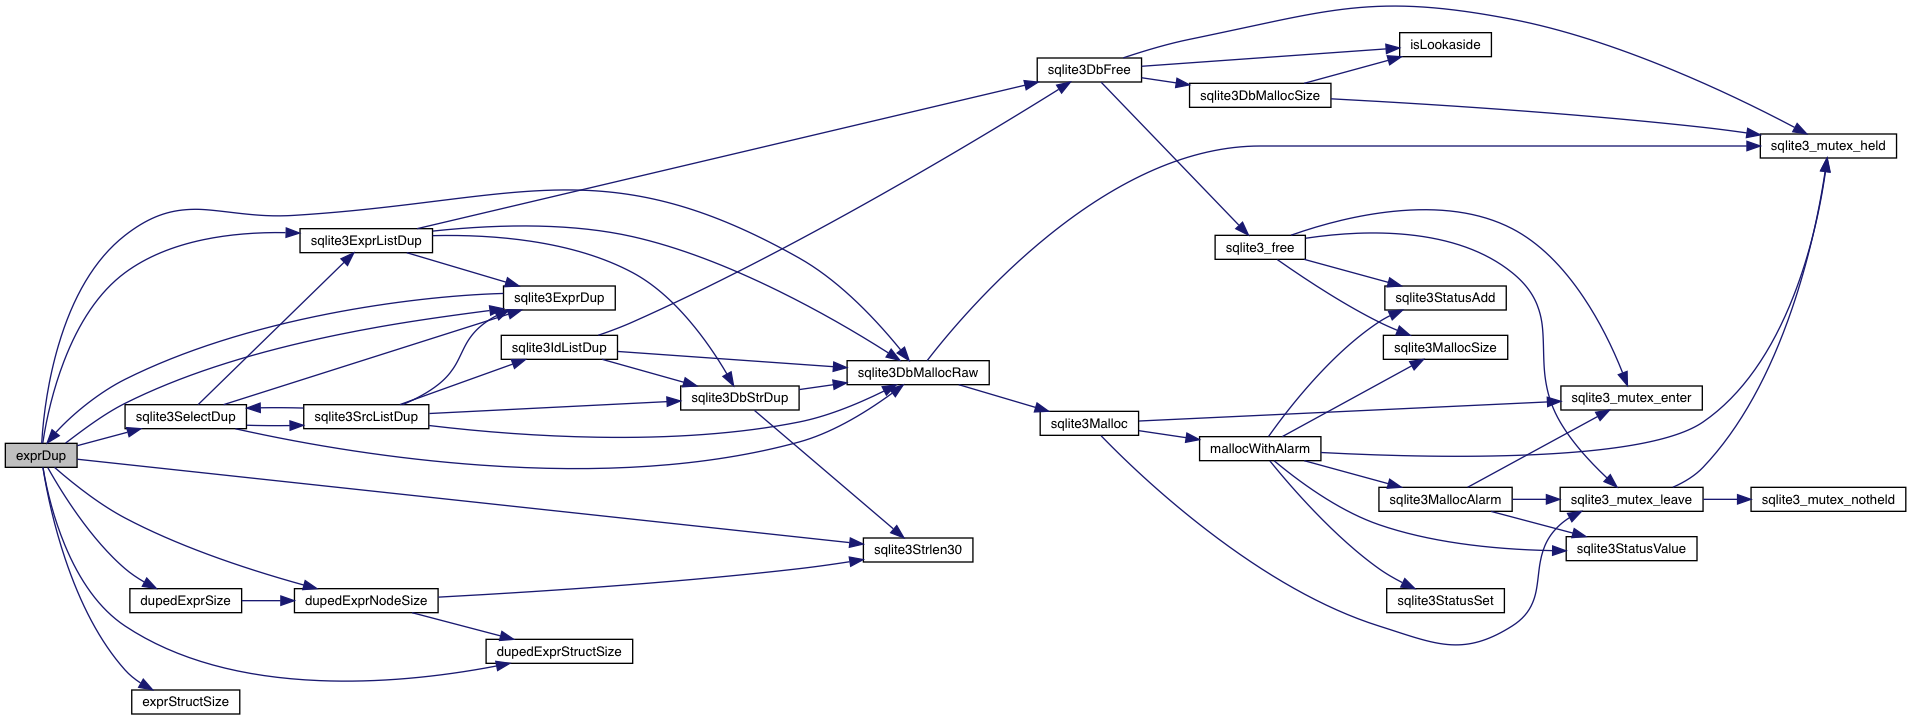 isLookaside
sqlite3DbFree
sqlite3DbMallocSize
sqlite3_mutex_held
sqlite3ExprListDup
sqlite3_free
sqlite3ExprDup
sqlite3StatusAdd
sqlite3IdListDup
sqlite3MallocSize
sqlite3DbMallocRaw
sqlite3DbStrDup
sqlite3_mutex_enter
sqlite3SelectDup
sqlite3SrcListDup
sqlite3Malloc
mallocWithAlarm
exprDup
sqlite3MallocAlarm
sqlite3_mutex_leave
sqlite3_mutex_notheld
sqlite3Strlen30
sqlite3StatusValue
dupedExprSize
dupedExprNodeSize
sqlite3StatusSet
dupedExprStructSize
exprStructSize